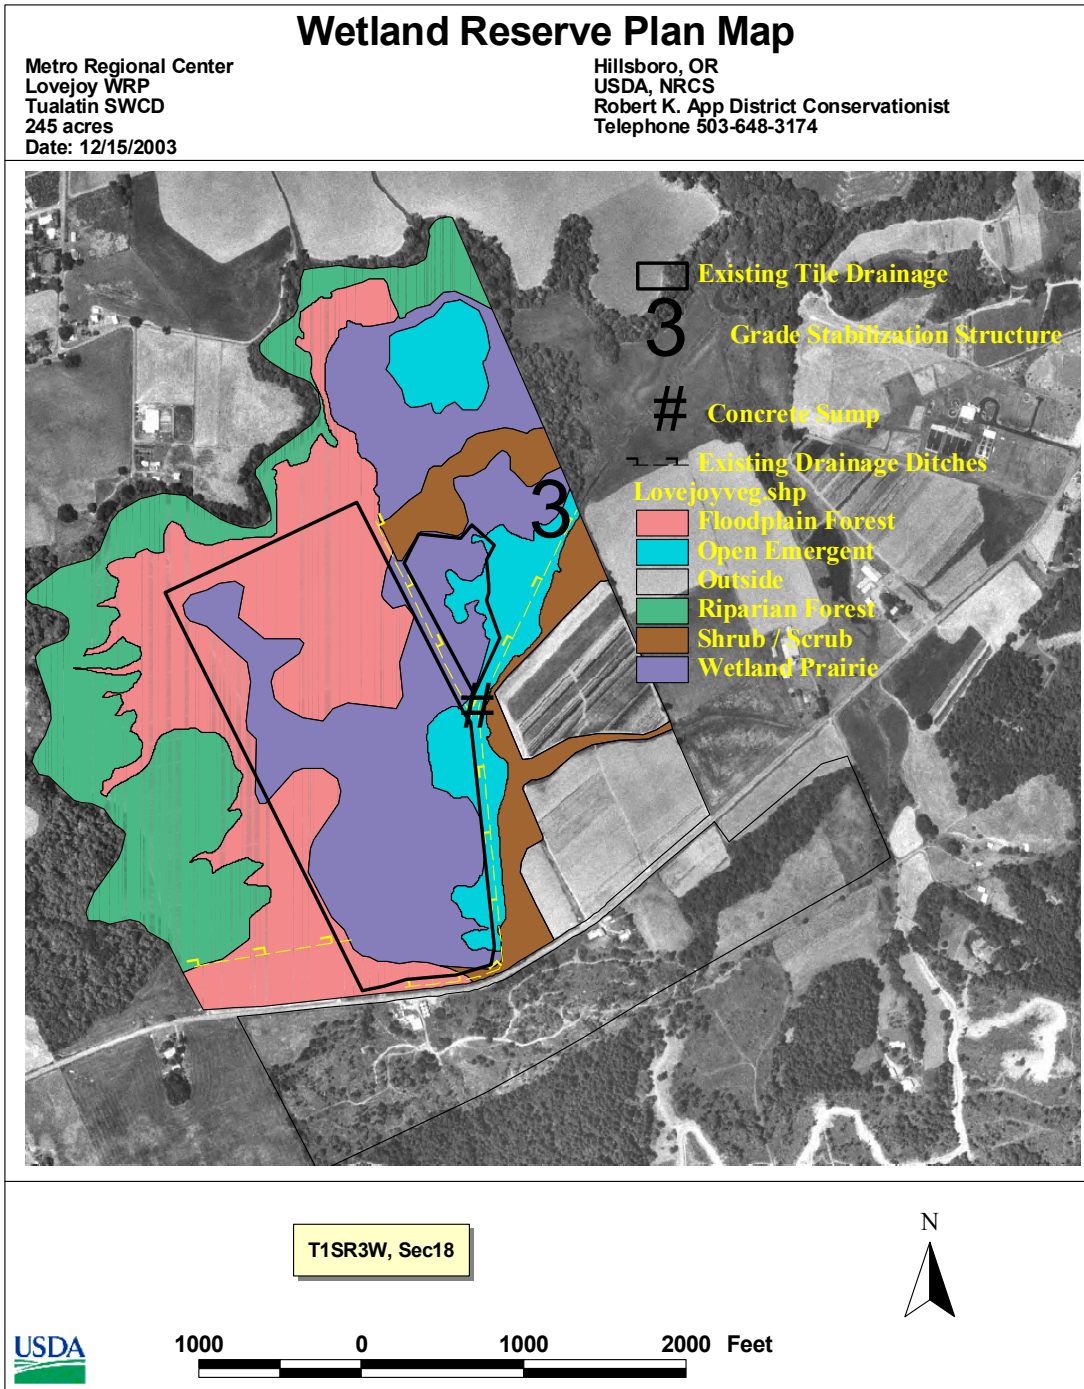 Wetland Reserve Plan Map
Metro Regional Center
Lovejoy WRP
Tualatin SWCD
245 acres
Date: 12/15/2003
Hillsboro, OR
USDA, NRCS
Robert K. App District Conservationist
Telephone 503-648-3174
Existing Tile Drainage
3 Grade Stabilization Structure
# Concrete Sump
Existing Drainage Ditches
Lovejoyveg.shp
Floodplain Forest
Open Emergent
Outside
Riparian Forest
Shrub / Scrub
Wetland Prairie
3
#
T1SR3W, Sec18
N
USDA
1000 0 1000 2000 Feet